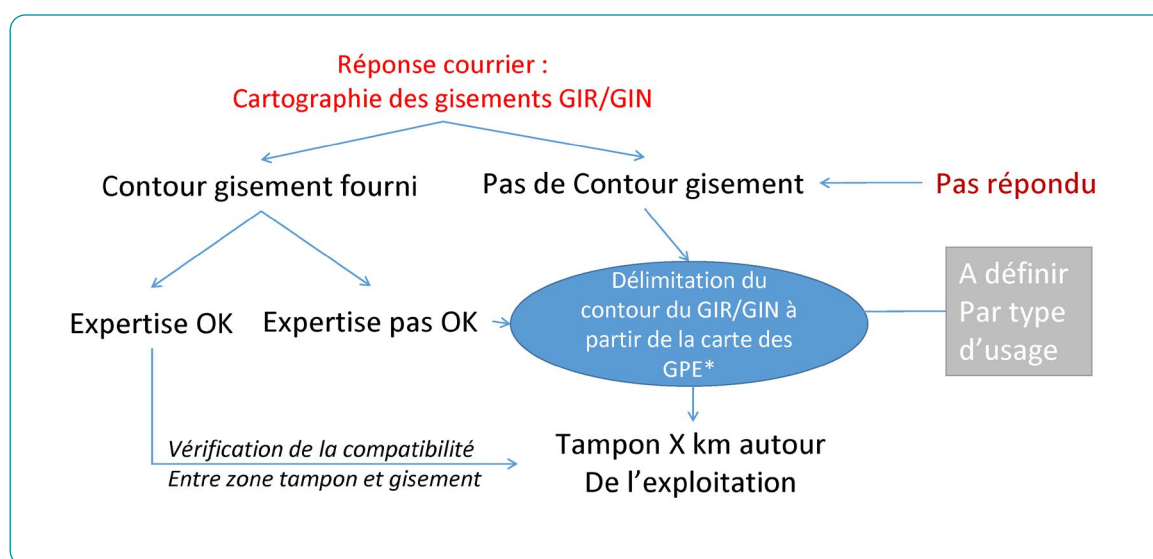 Réponse courrier :
Cartographie des gisements GIR/GIN
Contour gisement fourni
Pas de Contour gisement
Pas répondu
Expertise OK
Expertise pas OK
Délimitation du
contour du GIR/GIN à
partir de la carte des
GPE*
A définir
Par type
d’usage
Vérification de la compatibilité
Entre zone tampon et gisement
Tampon X km autour
De l’exploitation